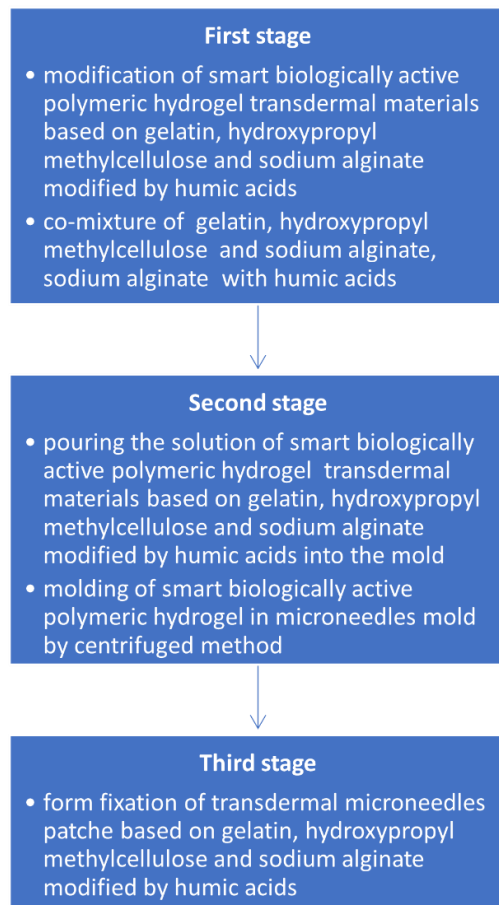 First stage
• modification of smart biologically active
polymeric hydrogel transdermal materials
based on gelatin, hydroxypropyl
methylcellulose and sodium alginate
modified by humic acids
• co-mixture of gelatin, hydroxypropyl
methylcellulose and sodium alginate,
sodium alginate with humic acids
Second stage
• pouring the solution of smart biologically
active polymeric hydrogel transdermal
materials based on gelatin, hydroxypropyl
methylcellulose and sodium alginate
modified by humic acids into the mold
• molding of smart biologically active
polymeric hydrogel in microneedles mold
by centrifuged method
Third stage
• form fixation of transdermal microneedles
patche based on gelatin, hydroxypropyl
methylcellulose and sodium alginate
modified by humic acids